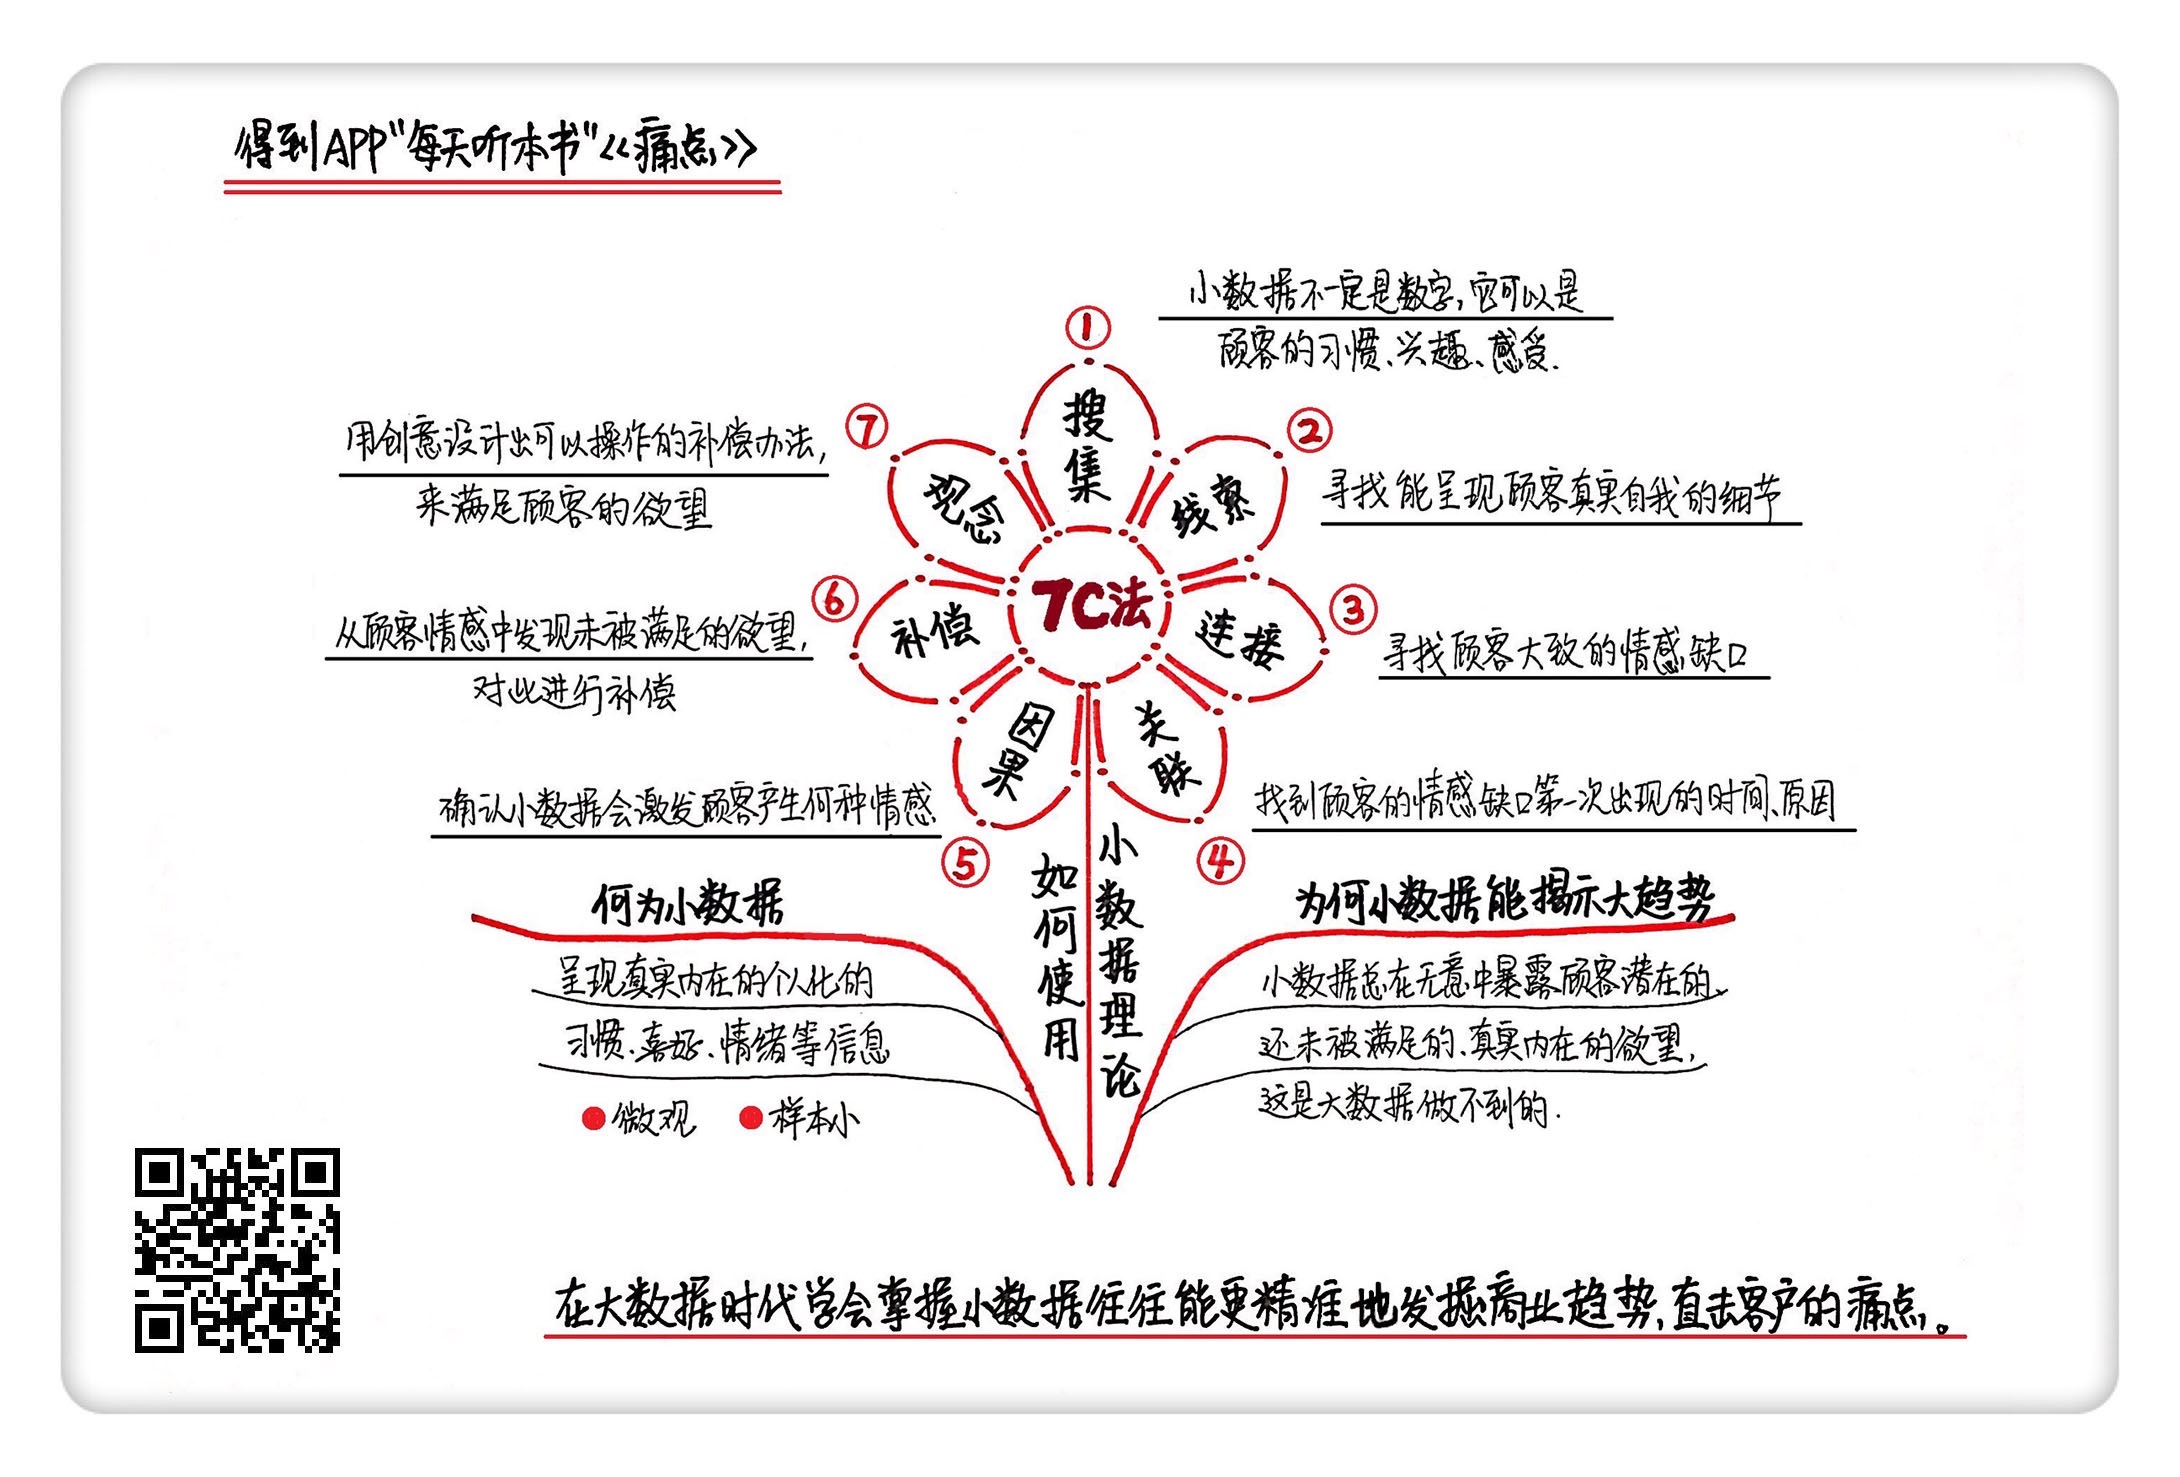 得到APP"每天听本书"《痛点》
①
搜集
小数据不一定是数字,它可以是
顾客的习惯、兴趣、感受.
②
线索
寻找能呈现顾客真实自我的细节
③
连接
寻找顾客大致的情感缺口
④
关联
找到顾客的情感缺口第一次出现的时间、原因
⑤
因果
确认小数据会激发顾客产生何种情感
⑥
补偿
从顾客情感中发现未被满足的欲望,
对此进行补偿
⑦
观念
用创意设计出可以操作的补偿办法,
来满足顾客的欲望
7C法
如何使用
小数据理论
何为小数据
呈现真实内在的个人化的
习惯、喜好、情绪等信息
微观
样本小
为何小数据能揭示大趋势
小数据总在无意中暴露顾客潜在的、
还未被满足的、真实内在的欲望,
这是大数据做不到的.
在大数据时代学会掌握小数据往往能更精准地发掘商业趋势,直击客户的痛点。